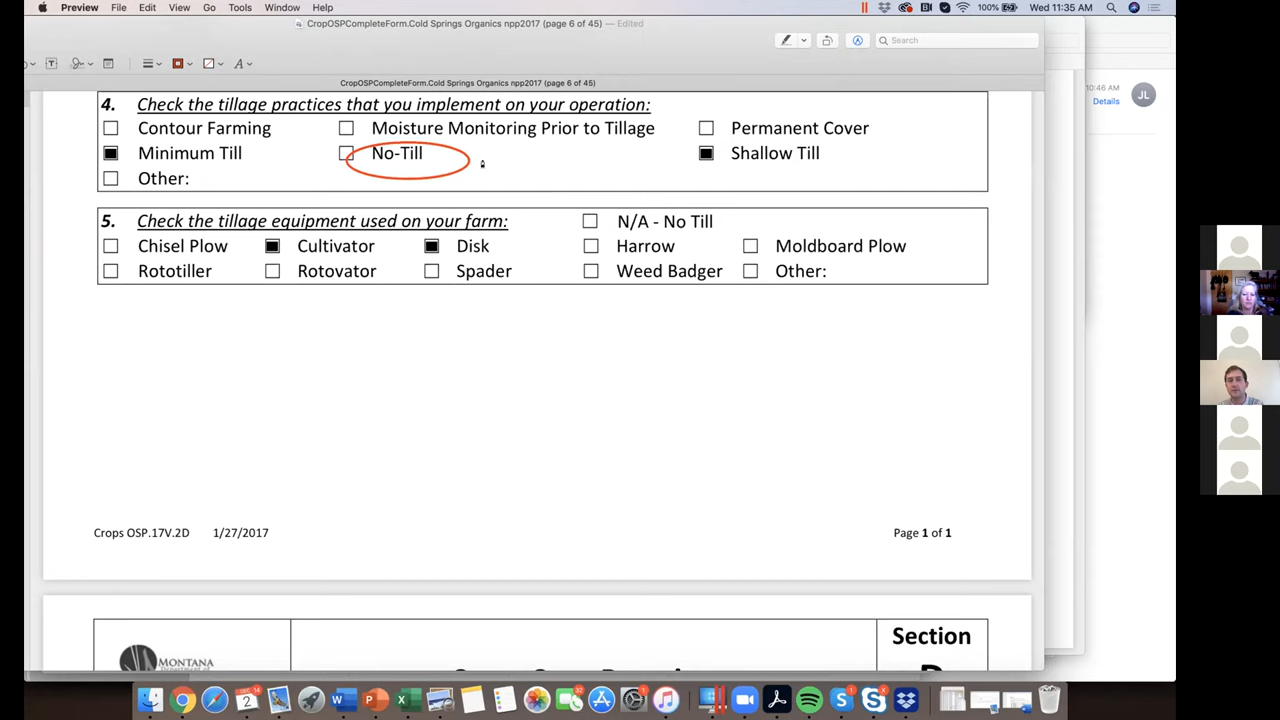 Preview File Edit View Go Tools Window Help 100% Wed 11:35 AM
CropOSPCompleteForm.Cold Springs Organics npp2017 (page 6 of 45) — Edited
Search
CropOSPCompleteForm.Cold Springs Organics npp2017 (page 6 of 45)
10:46 AM
Details
JL
4. Check the tillage practices that you implement on your operation:
Contour Farming Moisture Monitoring Prior to Tillage Permanent Cover
Minimum Till No-Till Shallow Till
Other:
5. Check the tillage equipment used on your farm: N/A - No Till
Chisel Plow Cultivator Disk Harrow Moldboard Plow
Rototiller Rotovator Spader Weed Badger Other:
Crops OSP.17V.2D 1/27/2017 Page 1 of 1
MONTANA
Section